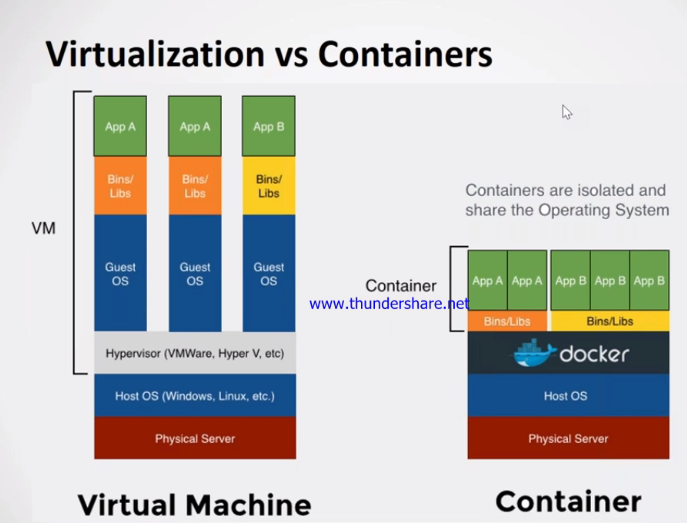 Virtualization vs Containers
App A
App A
App B
Bins/
Libs
Bins/
Libs
Bins/
Libs
VM
Guest
OS
Guest
OS
Guest
OS
Hypervisor (VMWare, Hyper V, etc)
Host OS (Windows, Linux, etc.)
Physical Server
Virtual Machine
Containers are isolated and
share the Operating System
Container
www.thundershare.net
App A
App A
App B
App B
App B
Bins/Libs
Bins/Libs
docker
Host OS
Physical Server
Container